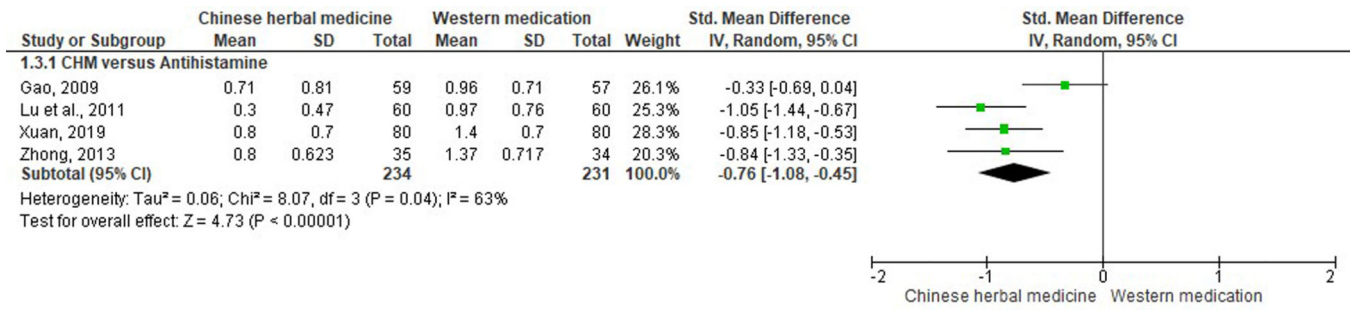 Chinese herbal medicine Western medication Std. Mean Difference Std. Mean Difference
Study or Subgroup Mean SD Total Mean SD Total Weight IV, Random, 95% CI IV, Random, 95% CI
1.3.1 CHM versus Antihistamine
Gao, 2009 0.71 0.81 59 0.96 0.71 57 26.1% -0.33 [-0.69, 0.04]
Lu et al., 2011 0.3 0.47 60 0.97 0.76 60 25.3% -1.05 [-1.44, -0.67]
Xuan, 2019 0.8 0.7 80 1.4 0.7 80 28.3% -0.85 [-1.18, -0.53]
Zhong, 2013 0.8 0.623 35 1.37 0.717 34 20.3% -0.84 [-1.33, -0.35]
Subtotal (95% CI) 234 231 100.0% -0.76 [-1.08, -0.45]
Heterogeneity: Tau² = 0.06; Chi² = 8.07, df = 3 (P = 0.04); I² = 63%
Test for overall effect: Z = 4.73 (P < 0.00001)
-2 -1 0 1 2
Chinese herbal medicine Western medication